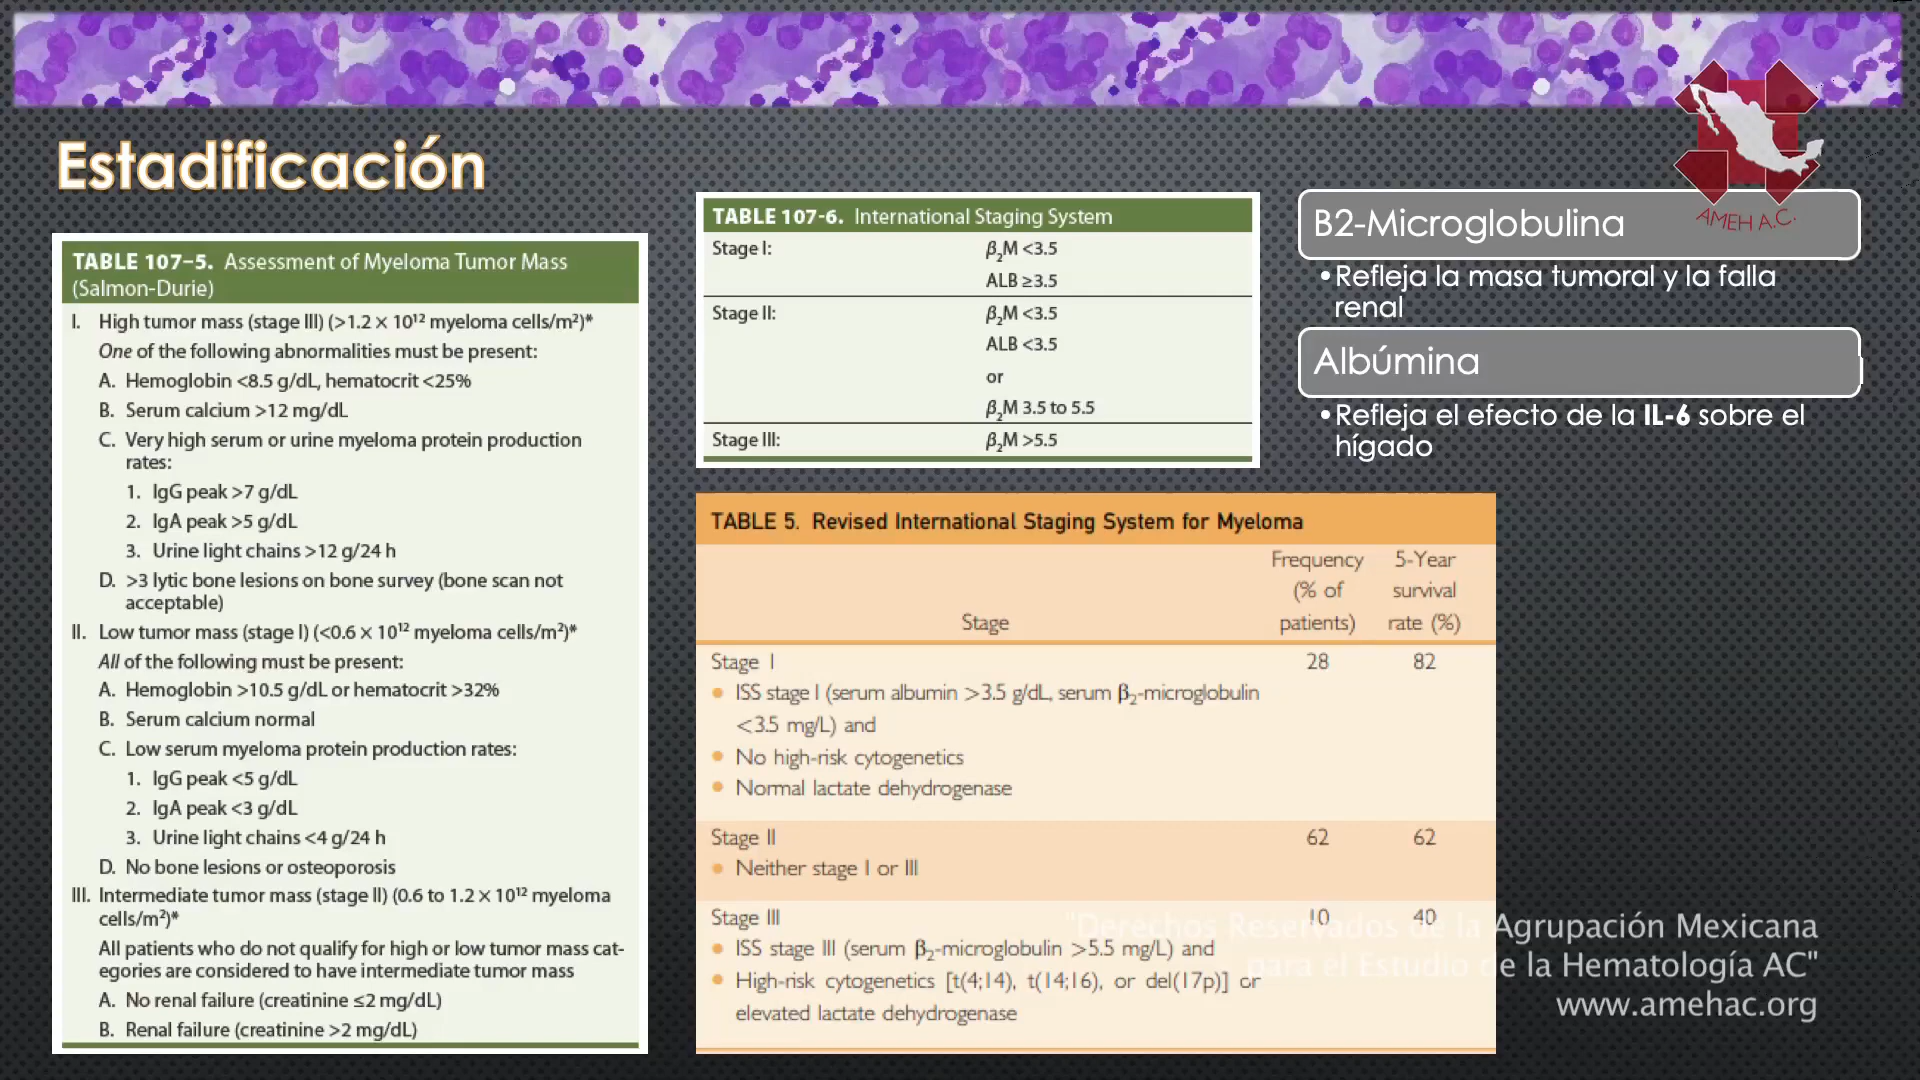 Estadificación
TABLE 107–5. Assessment of Myeloma Tumor Mass
(Salmon-Durie)
I. High tumor mass (stage III) (>1.2 × 10¹² myeloma cells/m²)*
One of the following abnormalities must be present:
A. Hemoglobin <8.5 g/dL, hematocrit <25%
B. Serum calcium >12 mg/dL
C. Very high serum or urine myeloma protein production
rates:
1. IgG peak >7 g/dL
2. IgA peak >5 g/dL
3. Urine light chains >12 g/24 h
D. >3 lytic bone lesions on bone survey (bone scan not
acceptable)
II. Low tumor mass (stage I) (<0.6 × 10¹² myeloma cells/m²)*
All of the following must be present:
A. Hemoglobin >10.5 g/dL or hematocrit >32%
B. Serum calcium normal
C. Low serum myeloma protein production rates:
1. IgG peak <5 g/dL
2. IgA peak <3 g/dL
3. Urine light chains <4 g/24 h
D. No bone lesions or osteoporosis
III. Intermediate tumor mass (stage II) (0.6 to 1.2 × 10¹² myeloma
cells/m²)*
All patients who do not qualify for high or low tumor mass cat-
egories are considered to have intermediate tumor mass
A. No renal failure (creatinine ≤2 mg/dL)
B. Renal failure (creatinine >2 mg/dL)
TABLE 107-6. International Staging System
Stage I: β₂M <3.5
ALB ≥3.5
Stage II: β₂M <3.5
ALB <3.5
or
β₂M 3.5 to 5.5
Stage III: β₂M >5.5
TABLE 5. Revised International Staging System for Myeloma
Frequency 5-Year
(% of survival
Stage patients) rate (%)
Stage I 28 82
• ISS stage I (serum albumin >3.5 g/dL, serum β₂-microglobulin
<3.5 mg/L) and
• No high-risk cytogenetics
• Normal lactate dehydrogenase
Stage II 62 62
• Neither stage I or III
Stage III 10 40
• ISS stage III (serum β₂-microglobulin >5.5 mg/L) and
• High-risk cytogenetics [t(4;14), t(14;16), or del(17p)] or
elevated lactate dehydrogenase
AMEH A.C.
B2-Microglobulina
•Refleja la masa tumoral y la falla
renal
Albúmina
•Refleja el efecto de la IL-6 sobre el
hígado
"Derechos Reservados de la Agrupación Mexicana
para el Estudio de la Hematología AC"
www.amehac.org